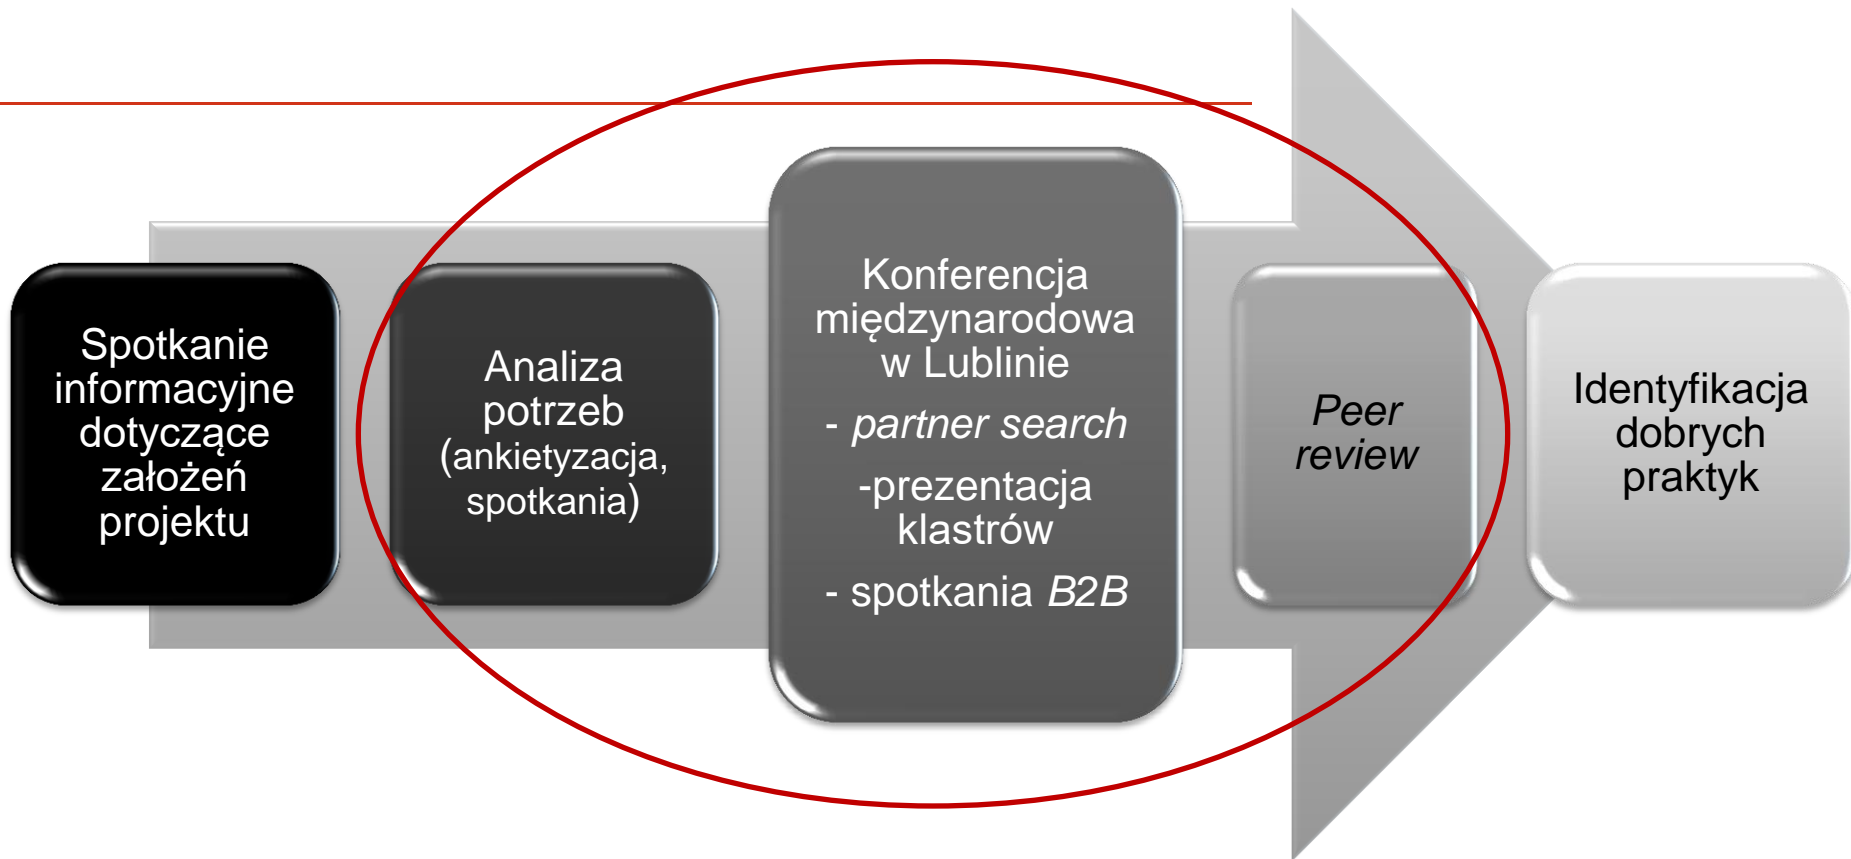 Spotkanie
informacyjne
dotyczące
założeń
projektu
Analiza
potrzeb
(ankietyzacja,
spotkania)
Konferencja
międzynarodowa
w Lublinie
- partner search
-prezentacja
klastrów
- spotkania B2B
Peer
review
Identyfikacja
dobrych
praktyk